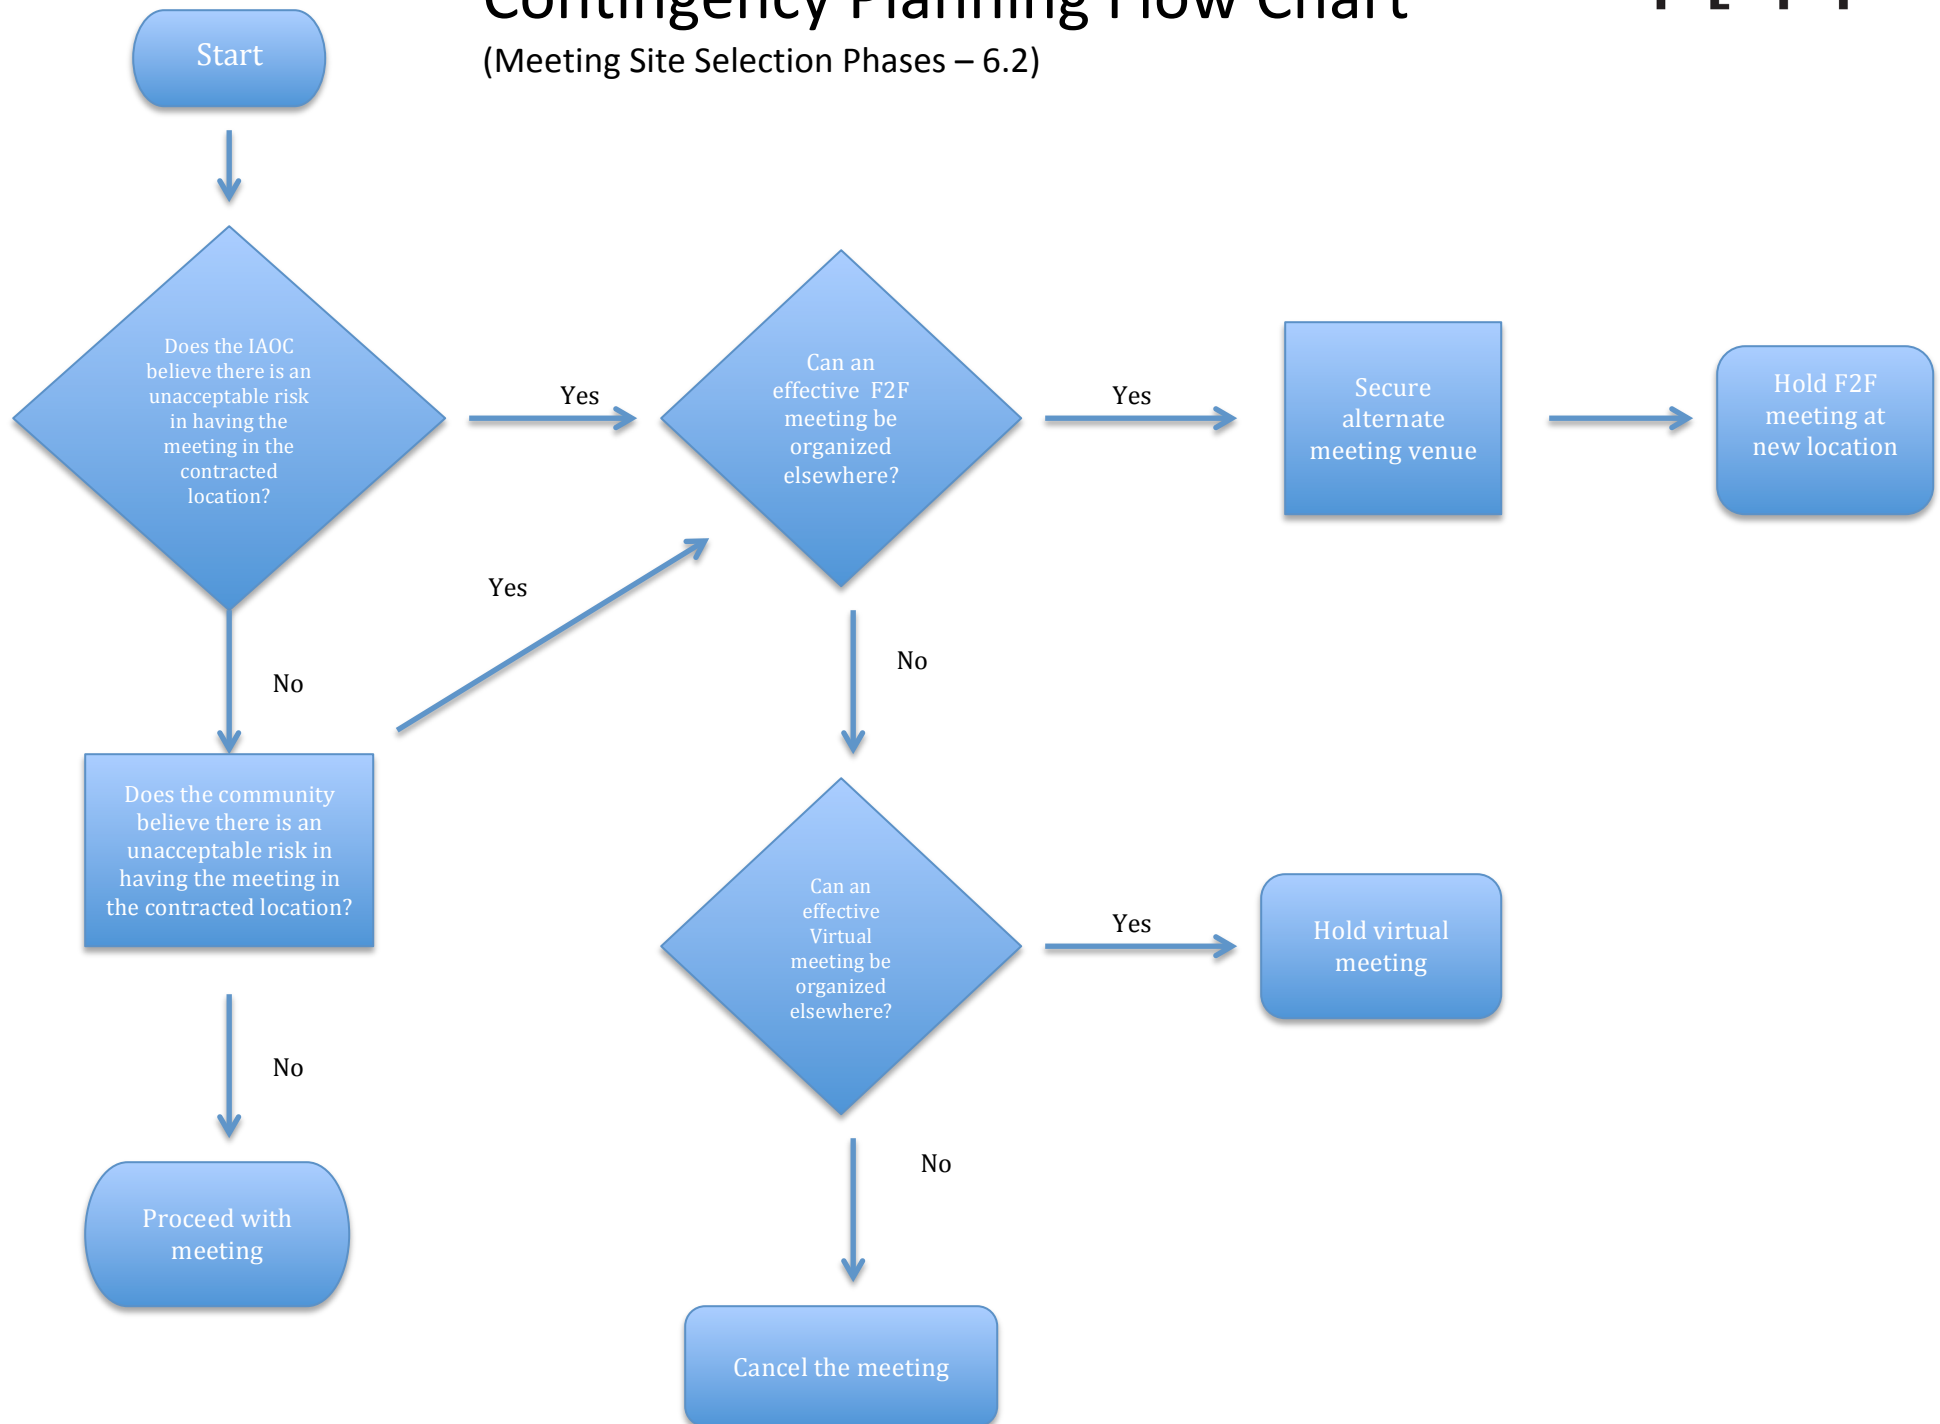 Contingency Planning Flow Chart
(Meeting Site Selection Phases – 6.2)
Start
Does the IAOC
believe there is an
unacceptable risk
in having the
meeting in the
contracted
location?
Yes
Can an
effective F2F
meeting be
organized
elsewhere?
Yes
Secure
alternate
meeting venue
Hold F2F
meeting at
new location
Yes
No
No
Does the community
believe there is an
unacceptable risk in
having the meeting in
the contracted location?
Can an
effective
Virtual
meeting be
organized
elsewhere?
Yes
Hold virtual
meeting
No
No
Proceed with
meeting
Cancel the meeting